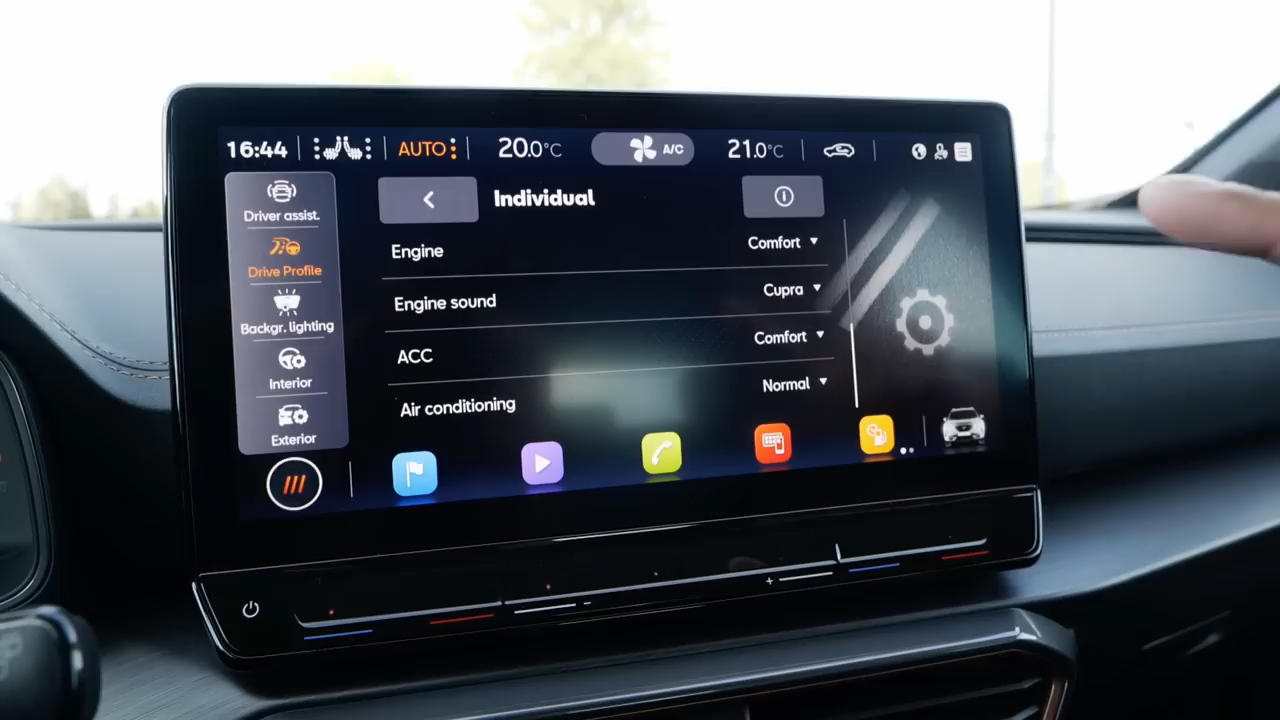 16:44 AUTO 20.0°C A/C 21.0°C
Driver assist.
Drive Profile
Backgr. lighting
Interior
Exterior
Individual
Engine Comfort
Engine sound Cupra
ACC Comfort
Air conditioning Normal
+ -